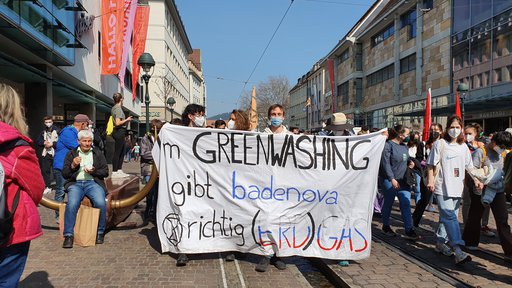 im GREENWASHING
gibt badenova
richtig (ERD)GAS